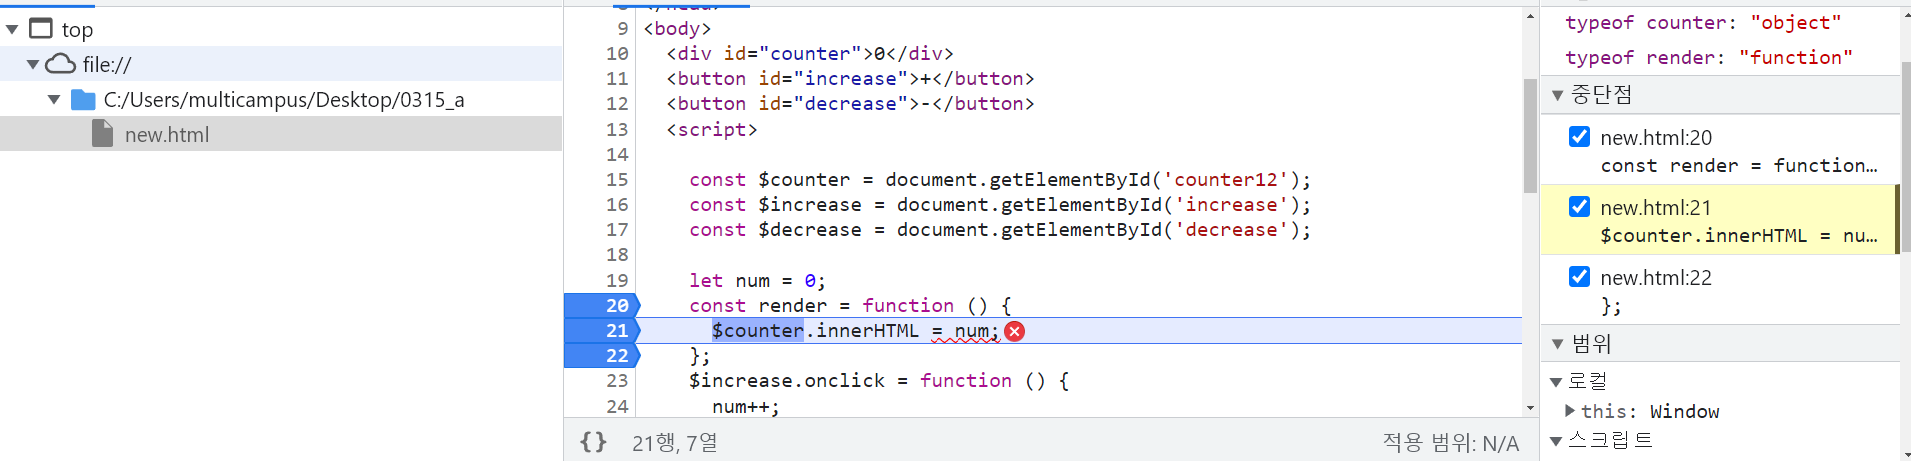 top
file://
C:/Users/multicampus/Desktop/0315_a
new.html
9 <body>
10 <div id="counter">0</div>
11 <button id="increase">+</button>
12 <button id="decrease">-</button>
13 <script>
14
15 const $counter = document.getElementById('counter12');
16 const $increase = document.getElementById('increase');
17 const $decrease = document.getElementById('decrease');
18
19 let num = 0;
20 const render = function () {
21 $counter.innerHTML = num;
22 };
23 $increase.onclick = function () {
24 num++;
{} 21행, 7열
적용 범위: N/A
typeof counter: "object"
typeof render: "function"
중단점
new.html:20
const render = function…
new.html:21
$counter.innerHTML = nu…
new.html:22
};
범위
로컬
this: Window
스크립트